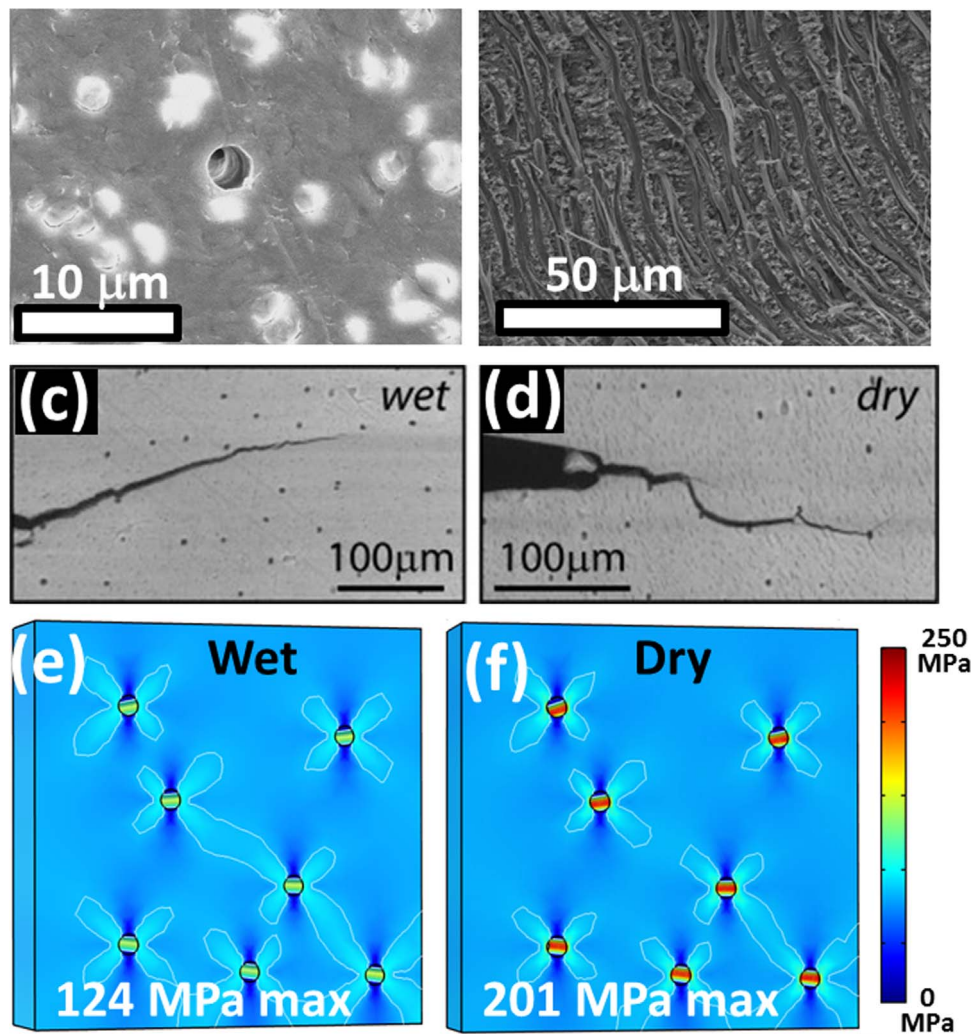 10 μm
50 μm
(c)
wet
100μm
(d)
dry
100μm
(e)
Wet
124 MPa max
(f)
Dry
201 MPa max
250
MPa
0
MPa